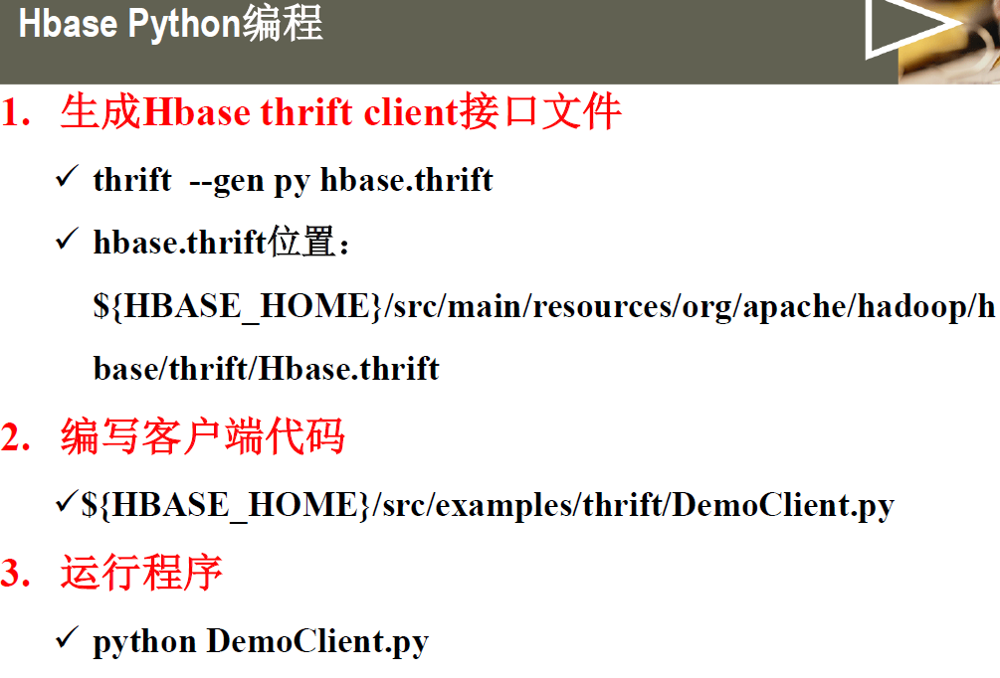 Hbase Python编程
1. 生成Hbase thrift client接口文件
✓ thrift --gen py hbase.thrift
✓ hbase.thrift位置：
${HBASE_HOME}/src/main/resources/org/apache/hadoop/h
base/thrift/Hbase.thrift
2. 编写客户端代码
✓${HBASE_HOME}/src/examples/thrift/DemoClient.py
3. 运行程序
✓ python DemoClient.py